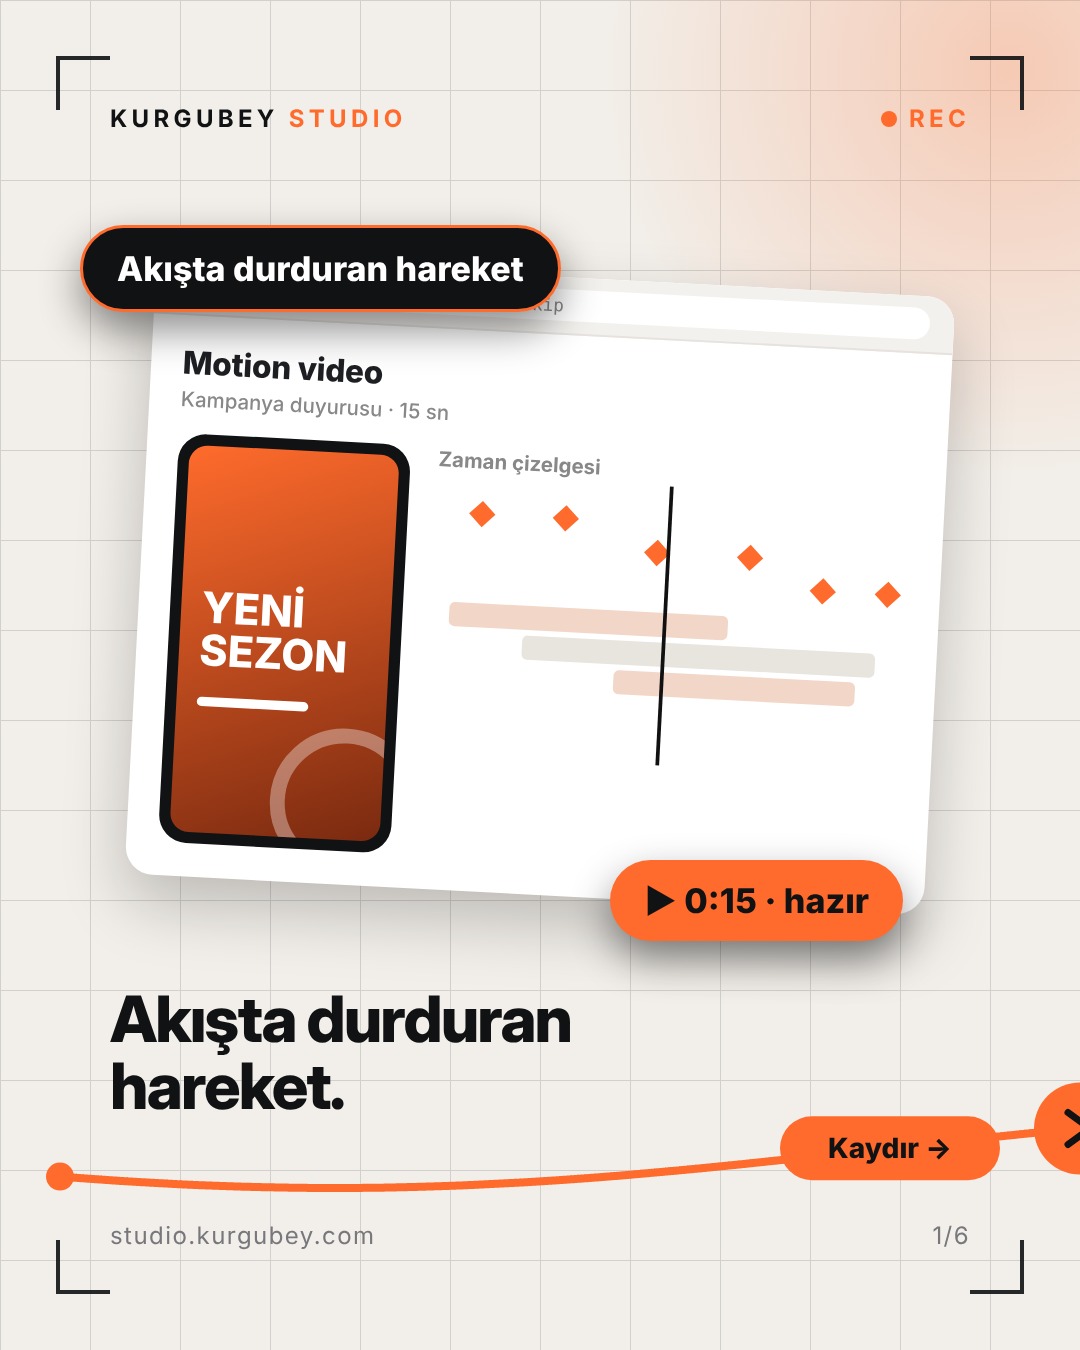 KURGUBEY STUDIO
REC
Akışta durduran hareket
Motion video
Kampanya duyurusu · 15 sn
Zaman çizelgesi
YENİ
SEZON
▶ 0:15 · hazır
Akışta durduran
hareket.
Kaydır →
studio.kurgubey.com
1/6